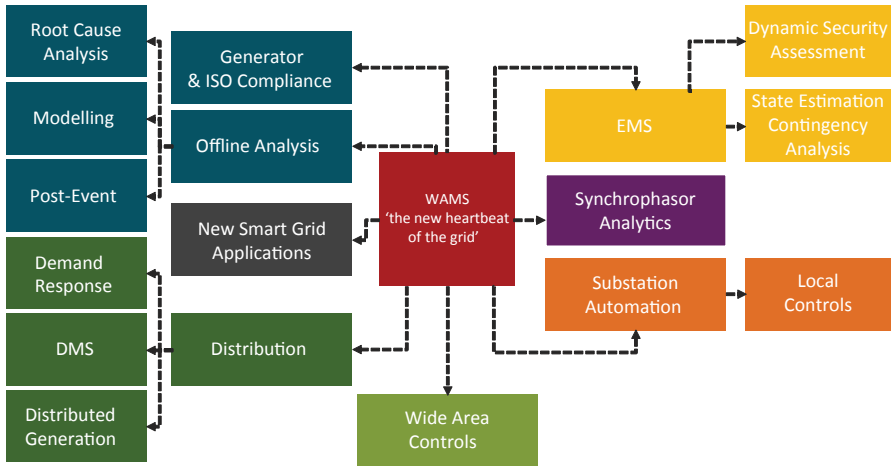 Root Cause
Analysis
Modelling
Post-Event
Generator
& ISO Compliance
Offline Analysis
New Smart Grid
Applications
Demand
Response
DMS
Distributed
Generation
Distribution
WAMS
‘the new heartbeat
of the grid’
Wide Area
Controls
EMS
Dynamic Security
Assessment
State Estimation
Contingency
Analysis
Synchrophasor
Analytics
Substation
Automation
Local
Controls